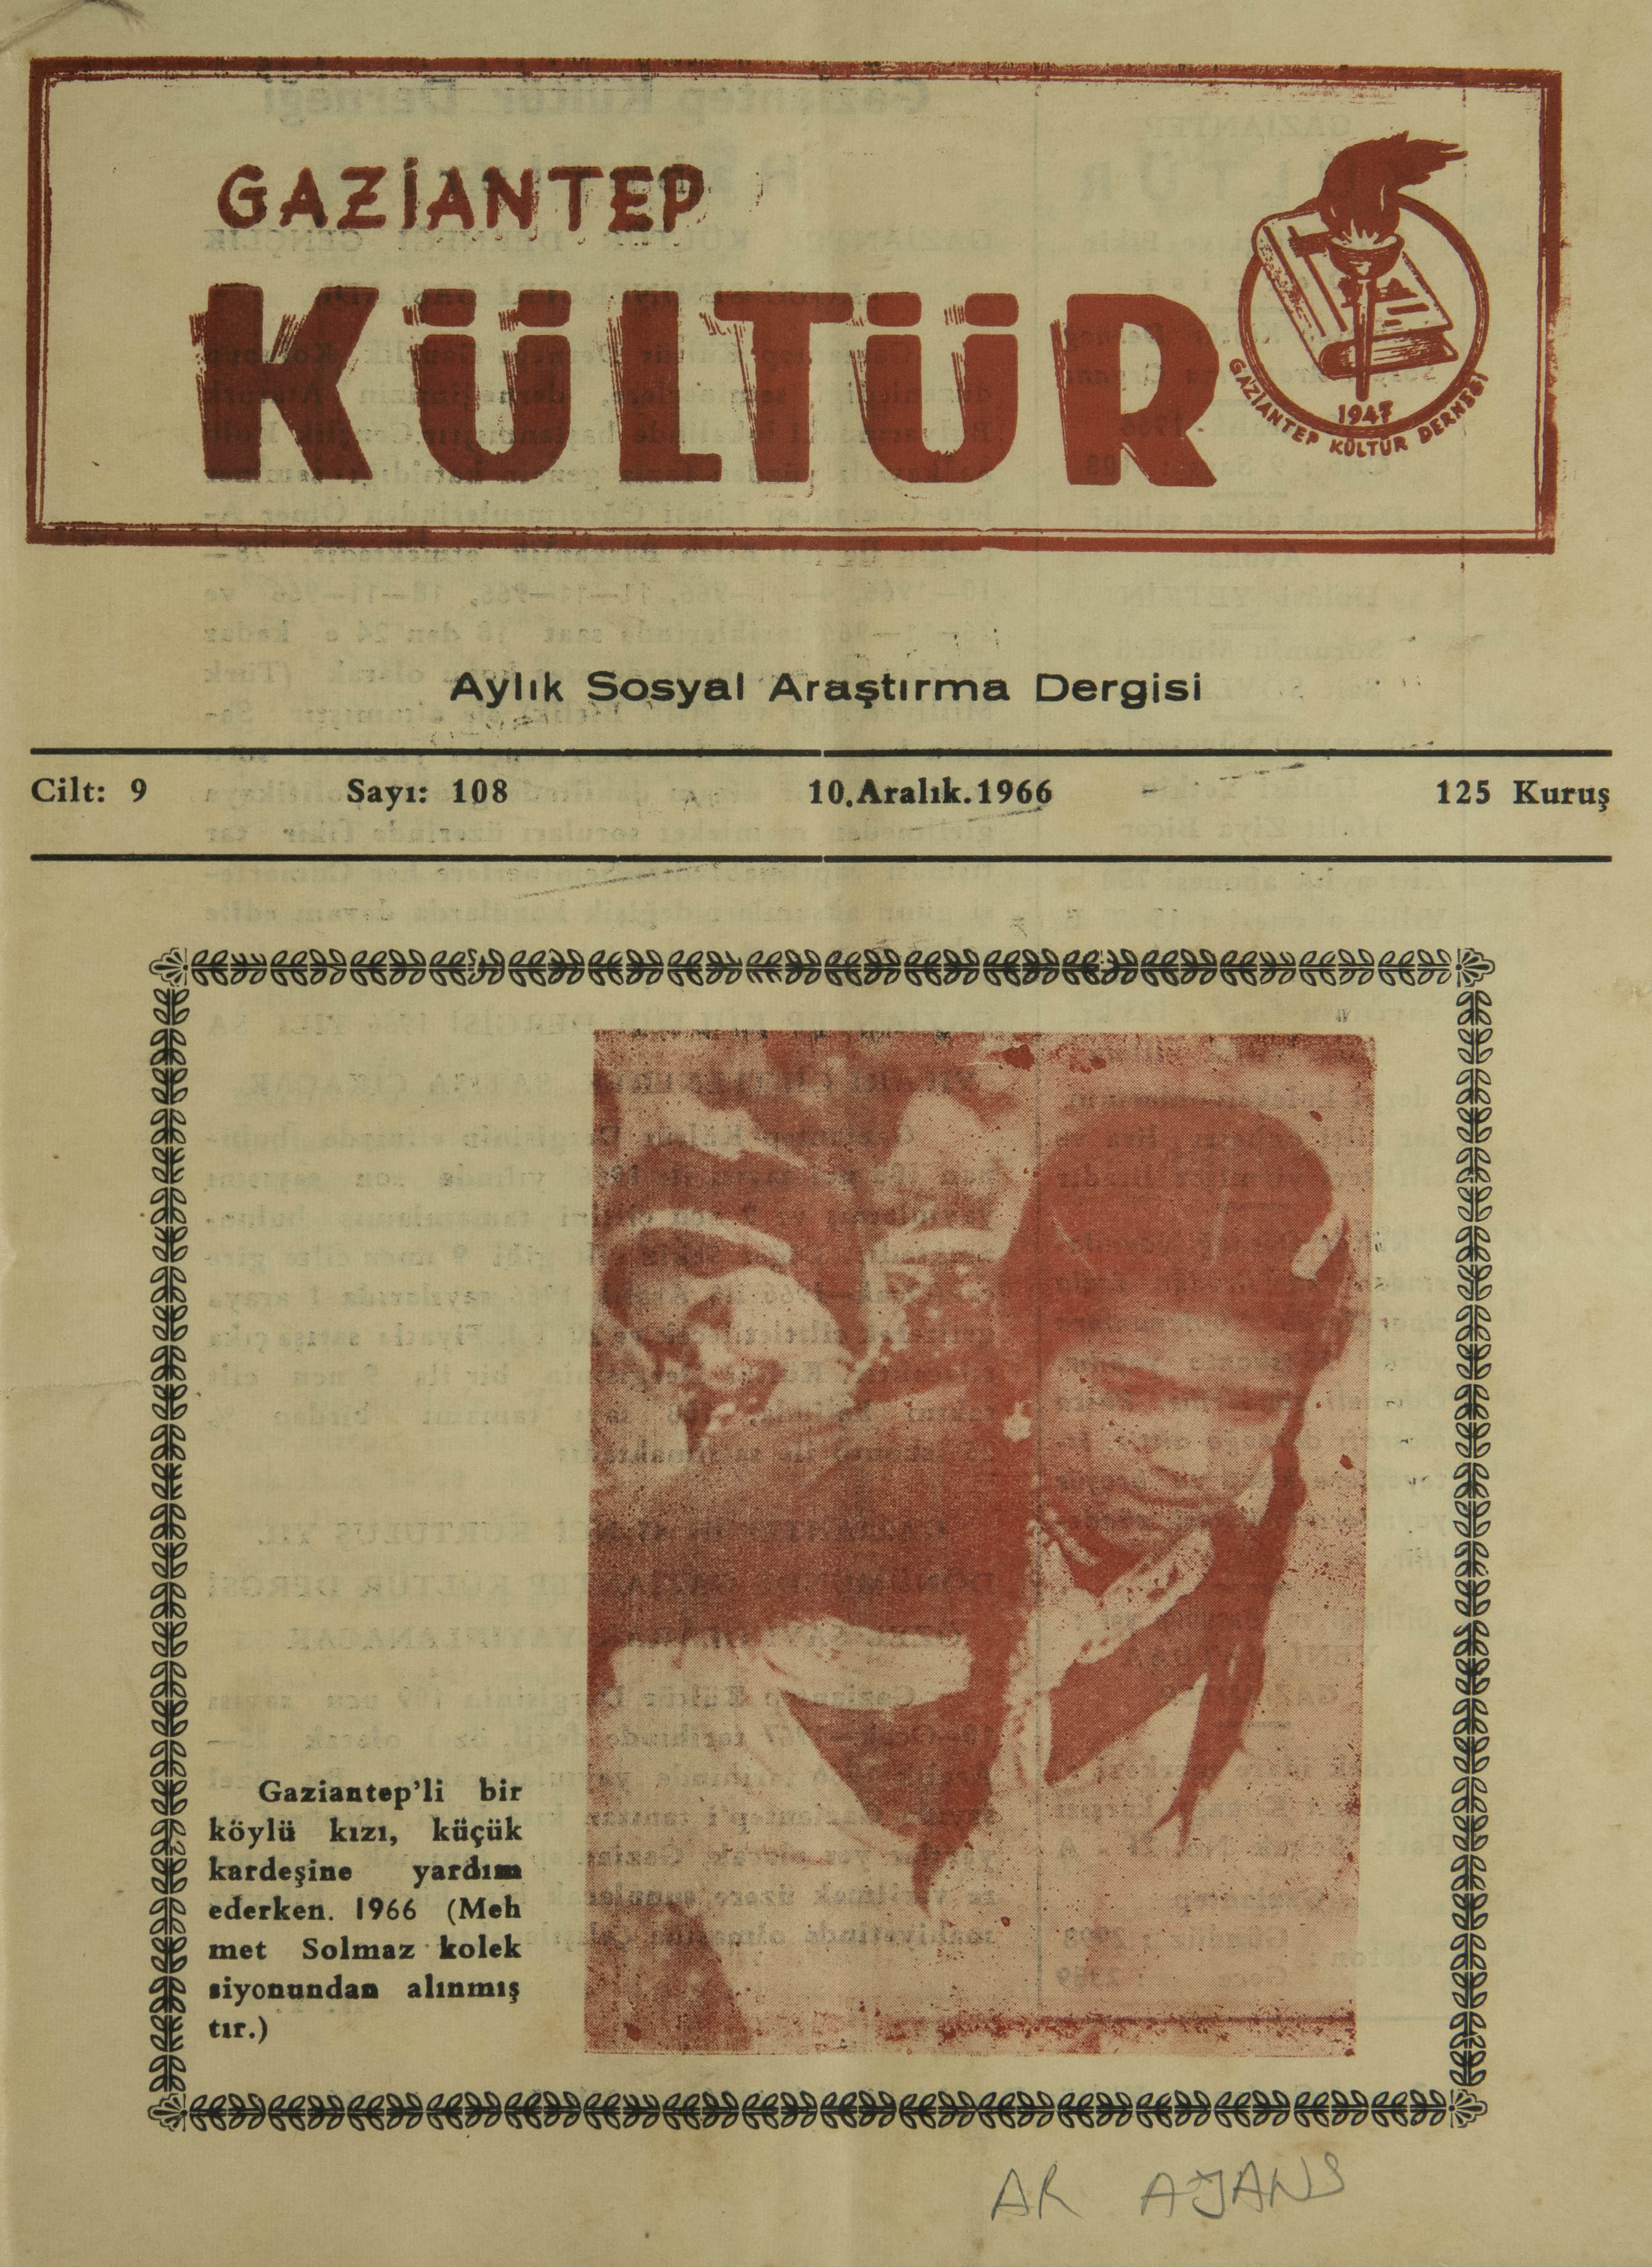 GAZİANTEP
KÜLTÜR
1947
GAZİANTEP KÜLTÜR DERNEĞİ
Aylık Sosyal Araştırma Dergisi
Cilt: 9 Sayı: 108 10.Aralık.1966 125 Kuruş
Gaziantep'li bir
köylü kızı, küçük
kardeşine yardım
ederken. 1966 (Meh
met Solmaz kolek
siyonundan alınmış
tır.)
AR AJANS